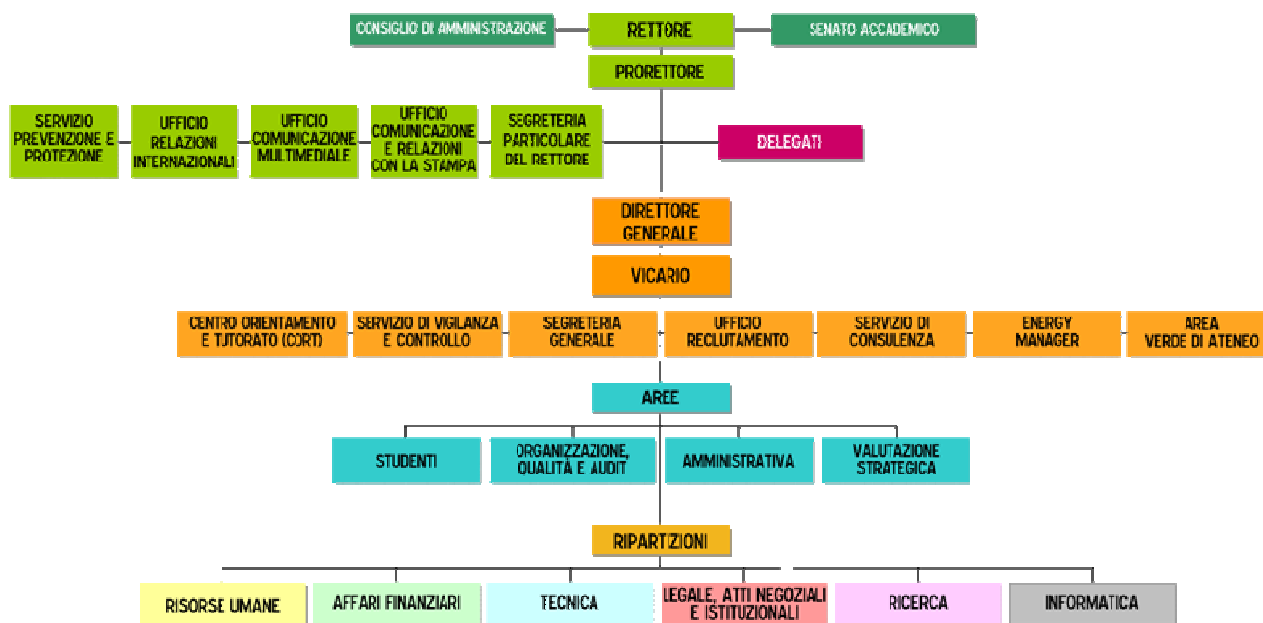 CONSIGLIO DI AMMINISTRAZIONE
RETTORE
SENATO ACCADEMICO
PRORETTORE
SERVIZIO
PREVENZIONE E
PROTEZIONE
UFFICIO
RELAZIONI
INTERNAZIONALI
UFFICIO
COMUNICAZIONE
MULTIMEDIALE
UFFICIO
COMUNICAZIONE
E RELAZIONI
CON LA STAMPA
SEGRETERIA
PARTICOLARE
DEL RETTORE
DELEGATI
DIRETTORE
GENERALE
VICARIO
CENTRO ORIENTAMENTO
E TUTORATO (CORT)
SERVIZIO DI VIGILANZA
E CONTROLLO
SEGRETERIA
GENERALE
UFFICIO
RECLUTAMENTO
SERVIZIO DI
CONSULENZA
ENERGY
MANAGER
AREA
VERDE DI ATENEO
AREE
STUDENTI
ORGANIZZAZIONE,
QUALITÀ E AUDIT
AMMINISTRATIVA
VALUTAZIONE
STRATEGICA
RIPARTIZIONI
RISORSE UMANE
AFFARI FINANZIARI
TECNICA
LEGALE, ATTI NEGOZIALI
E ISTITUZIONALI
RICERCA
INFORMATICA